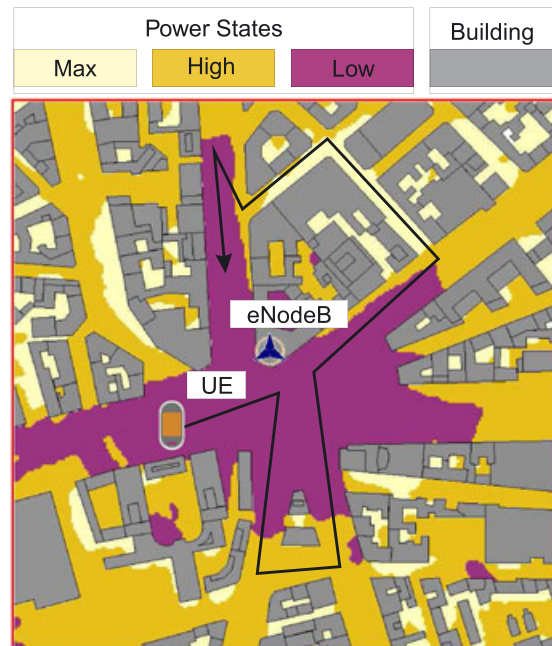 Power States
Building
Max
High
Low
eNodeB
UE